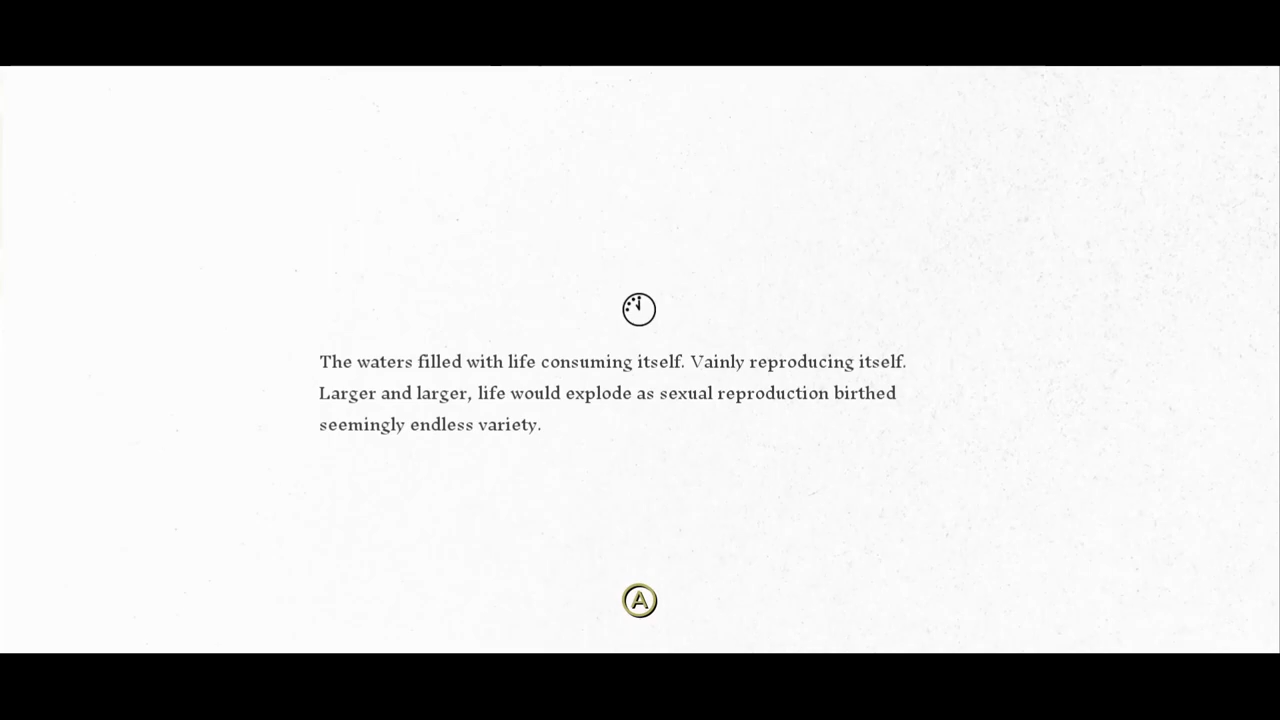 The waters filled with life consuming itself. Vainly reproducing itself.
Larger and larger, life would explode as sexual reproduction birthed
seemingly endless variety.
A